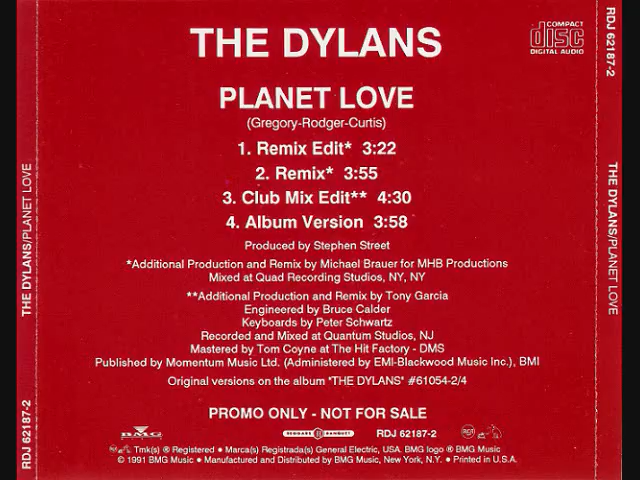 THE DYLANS
COMPACT
disc
DIGITAL AUDIO
PLANET LOVE
(Gregory-Rodger-Curtis)
1. Remix Edit* 3:22
2. Remix* 3:55
3. Club Mix Edit** 4:30
4. Album Version 3:58
Produced by Stephen Street
*Additional Production and Remix by Michael Brauer for MHB Productions
Mixed at Quad Recording Studios, NY, NY
**Additional Production and Remix by Tony Garcia
Engineered by Bruce Calder
Keyboards by Peter Schwartz
Recorded and Mixed at Quantum Studios, NJ
Mastered by Tom Coyne at The Hit Factory - DMS
Published by Momentum Music Ltd. (Administered by EMI-Blackwood Music Inc.), BMI
Original versions on the album "THE DYLANS" #61054-2/4
PROMO ONLY - NOT FOR SALE
BMG
BEGGARS BANQUET
RDJ 62187-2
RCA
Tmk(s) ® Registered • Marca(s) Registrada(s) General Electric, USA. BMG logo ® BMG Music
© 1991 BMG Music • Manufactured and Distributed by BMG Music, New York, N.Y. • Printed in U.S.A.
THE DYLANS/PLANET LOVE
RDJ 62187-2
RDJ 62187-2
THE DYLANS/PLANET LOVE